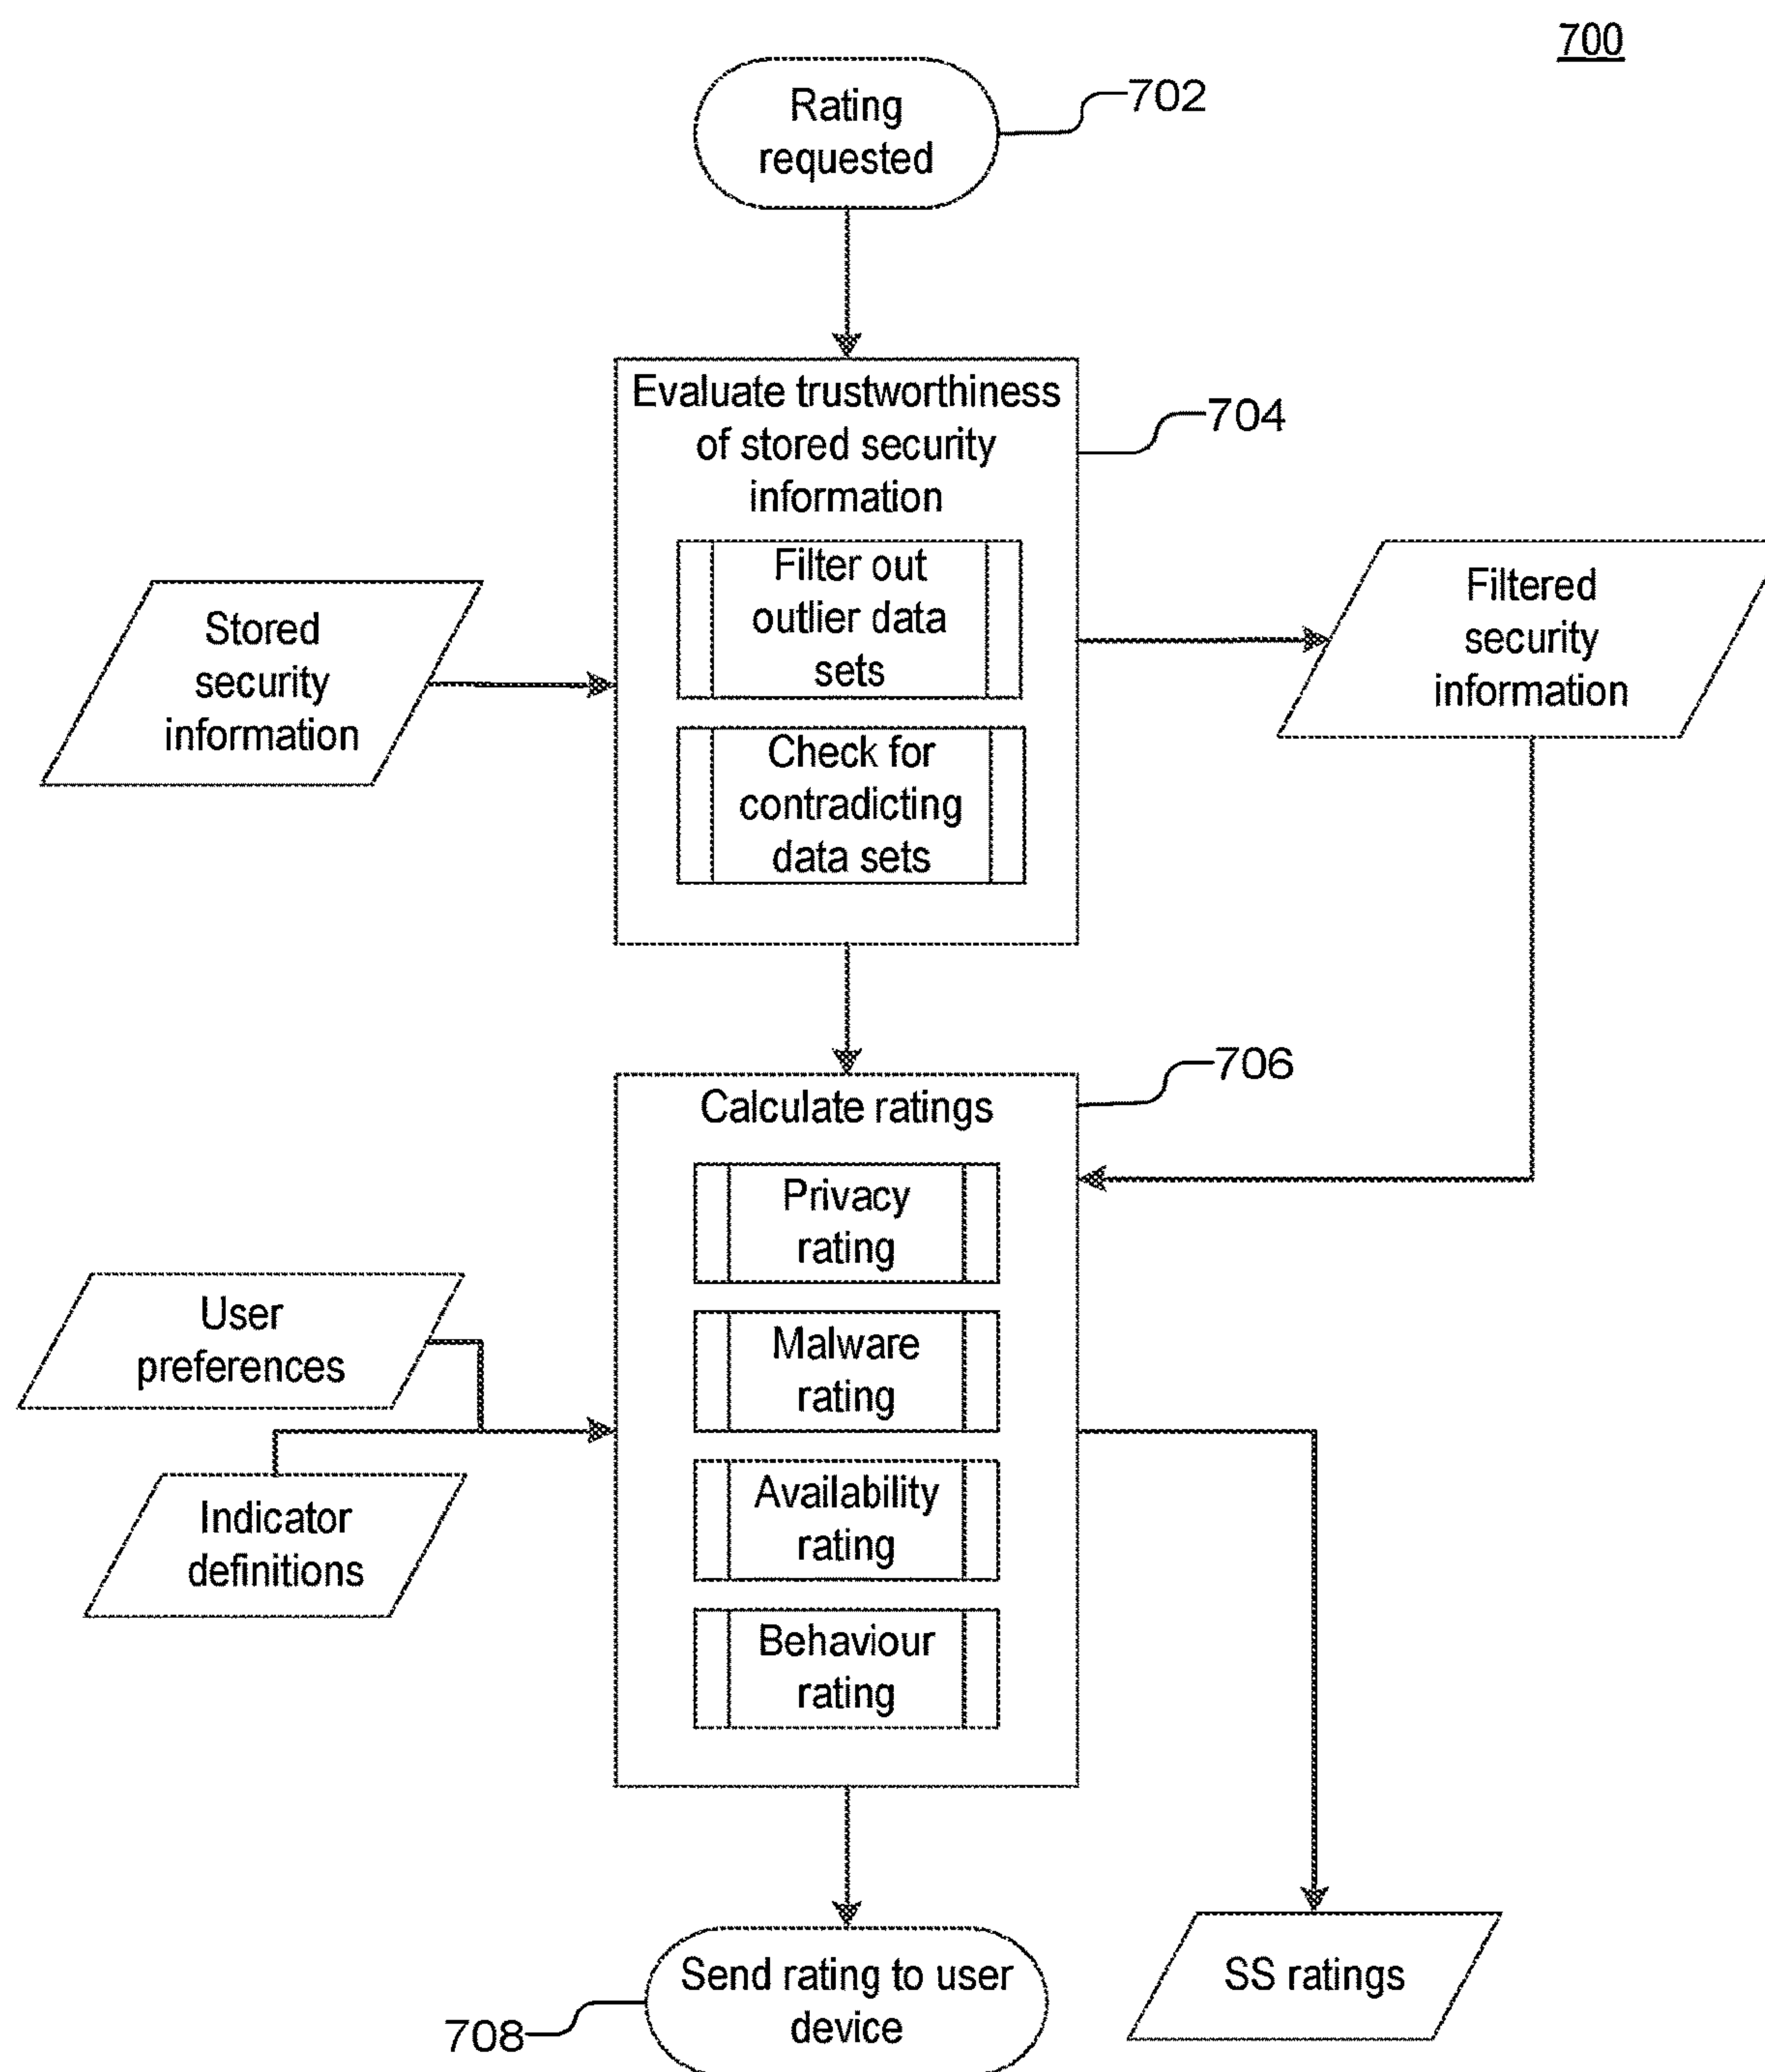 700
Rating
requested
702
Evaluate trustworthiness
of stored security
information
704
Filter out
outlier data
sets
Check for
contradicting
data sets
Stored
security
information
Filtered
security
information
Calculate ratings
706
Privacy
rating
Malware
rating
Availability
rating
Behaviour
rating
User
preferences
Indicator
definitions
Send rating to user
device
708
SS ratings